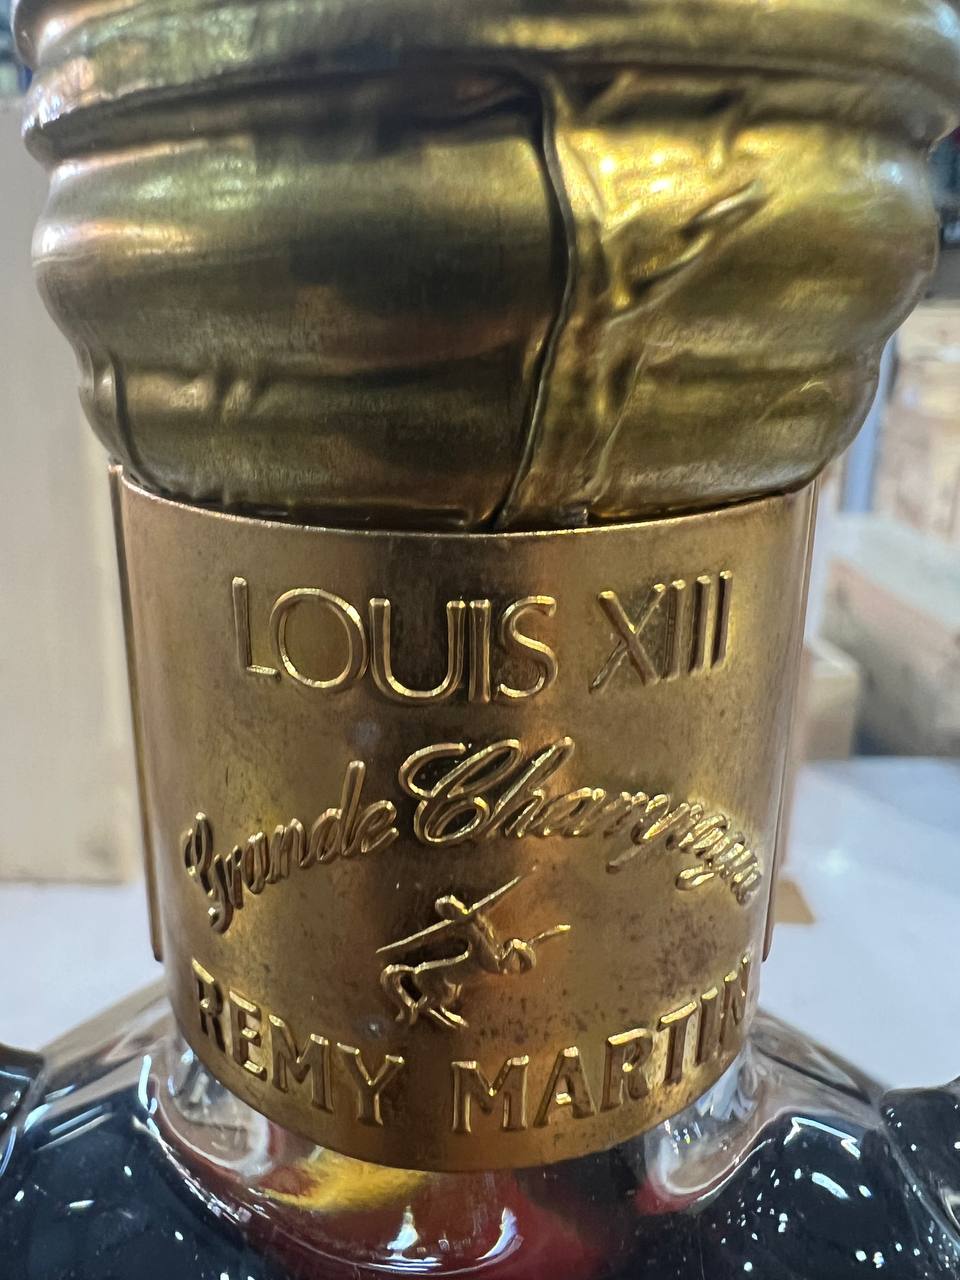 LOUIS XIII
Grande Champagne
REMY MARTIN